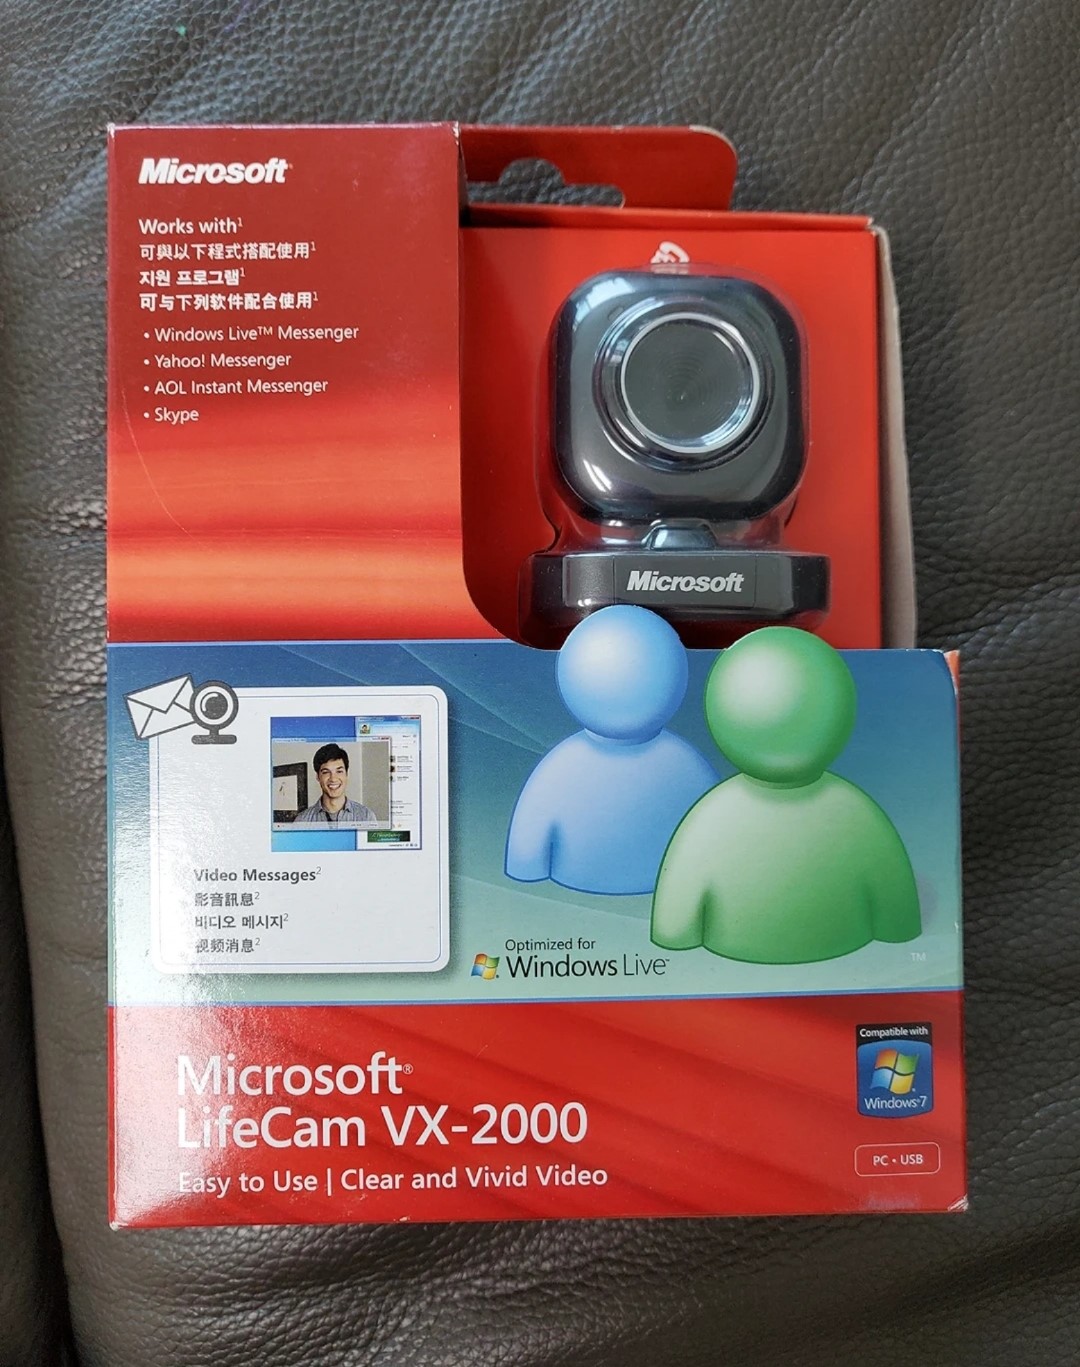 Microsoft
Works with¹
可與以下程式搭配使用¹
지원 프로그램¹
可与下列软件配合使用¹
• Windows Live™ Messenger
• Yahoo! Messenger
• AOL Instant Messenger
• Skype
Microsoft
Video Messages²
影音訊息²
비디오 메시지²
视频消息²
Optimized for
Windows Live™
TM
Microsoft®
LifeCam VX-2000
Easy to Use | Clear and Vivid Video
Compatible with
Windows® 7
PC • USB